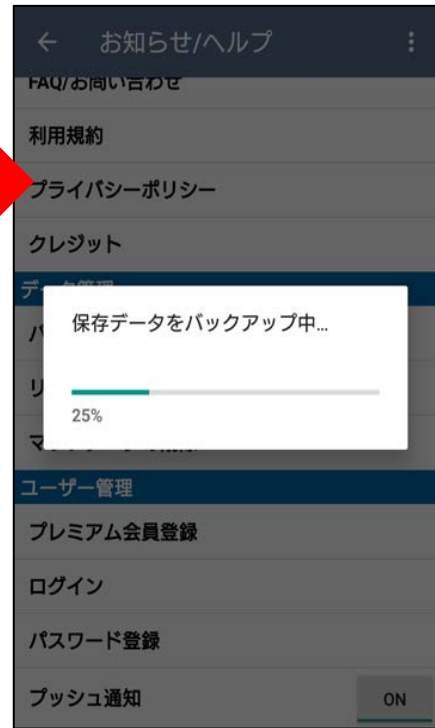 お知らせ/ヘルプ
FAQ/お問い合わせ
利用規約
プライバシーポリシー
クレジット
保存データをバックアップ中...
25%
ユーザー管理
プレミアム会員登録
ログイン
パスワード登録
プッシュ通知
ON